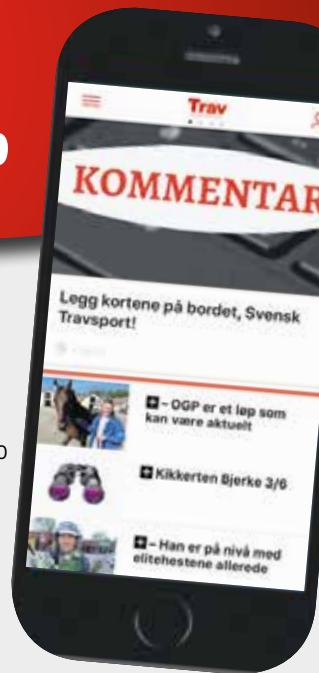 Trav
KOMMENTAR
Legg kortene på bordet, Svensk
Travsport!
– OGP er et løp som
kan være aktuelt
Kikkerten Bjerke 3/6
– Han er på nivå med
elitehestene allerede